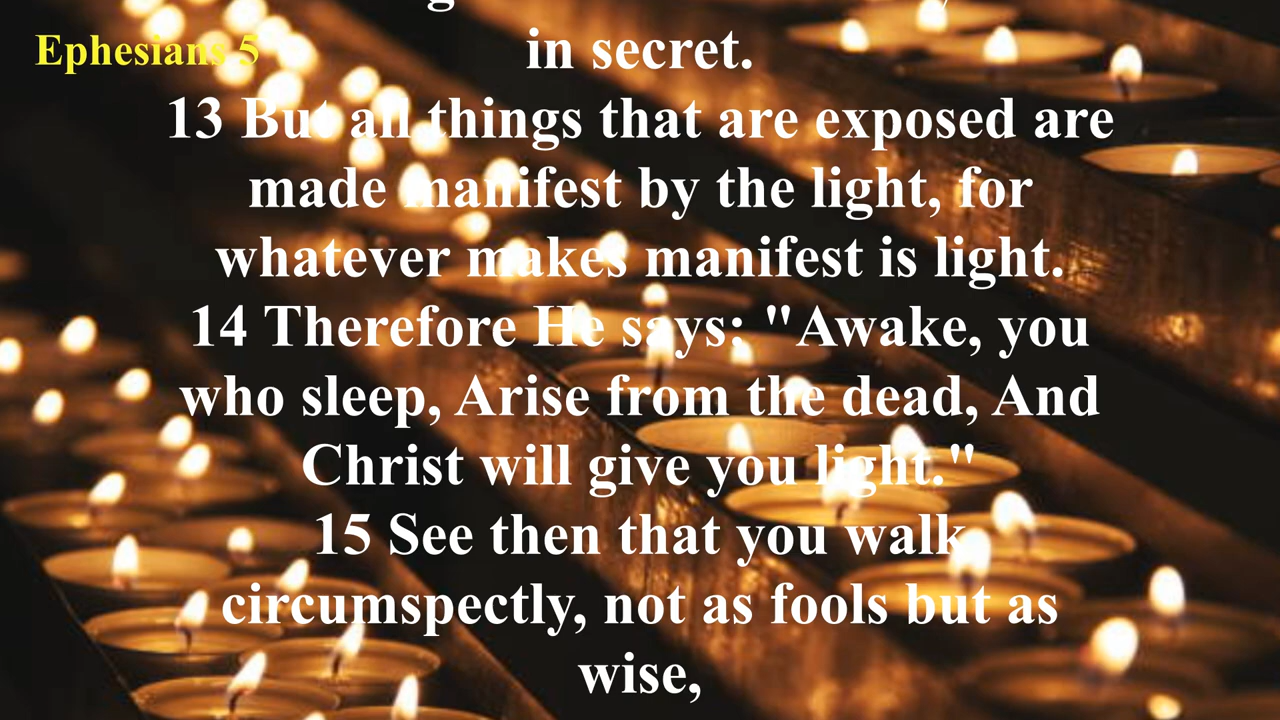 Ephesians 5
in secret.
13 But all things that are exposed are
made manifest by the light, for
whatever makes manifest is light.
14 Therefore He says: "Awake, you
who sleep, Arise from the dead, And
Christ will give you light."
15 See then that you walk
circumspectly, not as fools but as
wise,